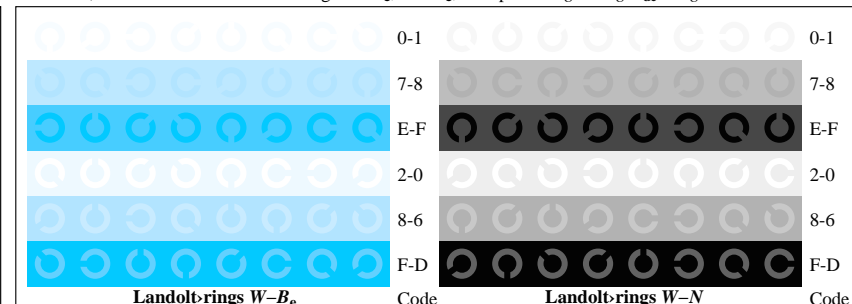 0-1 0-1
7-8 7-8
E-F E-F
2-0 2-0
8-6 8-6
F-D F-D
Landolt›rings W–Be Code Landolt›rings W–N Code